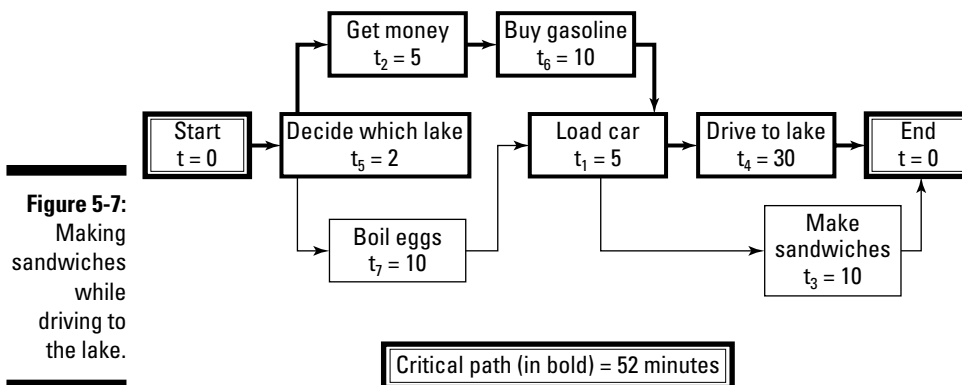 Get money
t₂ = 5
Buy gasoline
t₆ = 10
Start
t = 0
Decide which lake
t₅ = 2
Load car
t₁ = 5
Drive to lake
t₄ = 30
End
t = 0
Boil eggs
t₇ = 10
Make
sandwiches
t₃ = 10
Figure 5-7:
Making
sandwiches
while
driving to
the lake.
Critical path (in bold) = 52 minutes